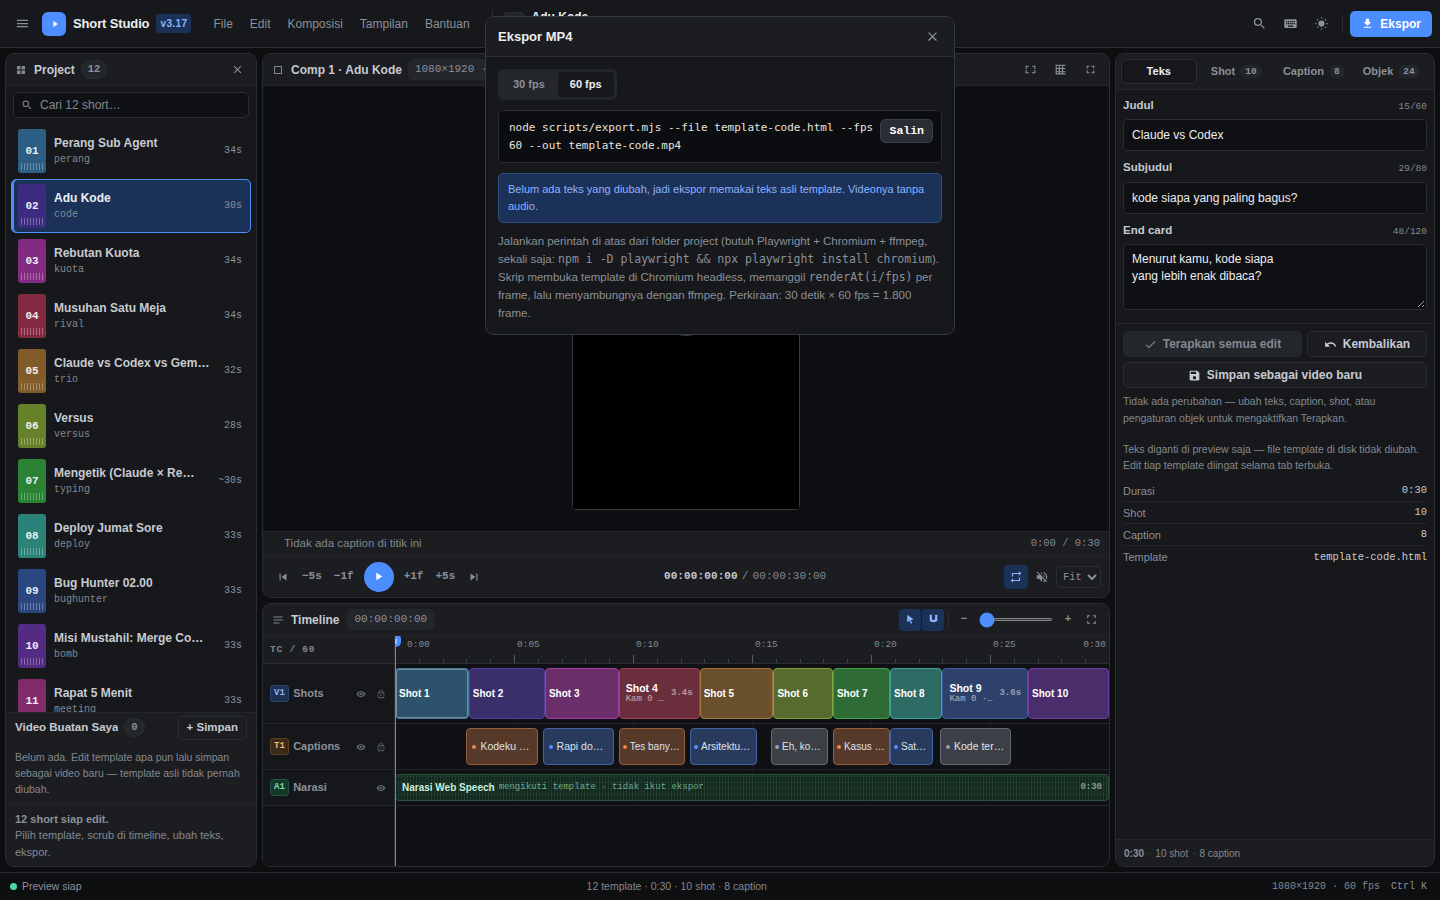 Short Studio v3.17 File Edit Komposisi Tampilan Bantuan Ekspor
Project 12
Cari 12 short…
01 Perang Sub Agent 34s
perang
02 Adu Kode 30s
code
03 Rebutan Kuota 34s
kuota
04 Musuhan Satu Meja 34s
rival
05 Claude vs Codex vs Gem… 32s
trio
06 Versus 28s
versus
07 Mengetik (Claude × Re… ~30s
typing
08 Deploy Jumat Sore 33s
deploy
09 Bug Hunter 02.00 33s
bughunter
10 Misi Mustahil: Merge Co… 33s
bomb
11 Rapat 5 Menit 33s
meeting
Video Buatan Saya 0 + Simpan
Belum ada. Edit template apa pun lalu simpan
sebagai video baru — template asli tidak pernah
diubah.
12 short siap edit.
Pilih template, scrub di timeline, ubah teks,
ekspor.
Comp 1 · Adu Kode 1080×1920 ·
Ekspor MP4
30 fps 60 fps
node scripts/export.mjs --file template-code.html --fps
60 --out template-code.mp4
Salin
Belum ada teks yang diubah, jadi ekspor memakai teks asli template. Videonya tanpa
audio.
Jalankan perintah di atas dari folder project (butuh Playwright + Chromium + ffmpeg,
sekali saja: npm i -D playwright && npx playwright install chromium).
Skrip membuka template di Chromium headless, memanggil renderAt(i/fps) per
frame, lalu menyambungnya dengan ffmpeg. Perkiraan: 30 detik × 60 fps = 1.800
frame.
Tidak ada caption di titik ini 0:00 / 0:30
−5s −1f +1f +5s 00:00:00:00 / 00:00:30:00 Fit
Timeline 00:00:00:00 − +
TC / 60 0:00 0:05 0:10 0:15 0:20 0:25 0:30
V1 Shots Shot 1 Shot 2 Shot 3 Shot 4 3.4s Shot 5 Shot 6 Shot 7 Shot 8 Shot 9 3.6s Shot 10
Kam 0 … Kam 0 ·…
T1 Captions Kodeku … Rapi do… Tes bany… Arsitektu… Eh, ko… Kasus … Sat… Kode ter…
A1 Narasi Narasi Web Speech mengikuti template · tidak ikut ekspor 0:30
Teks Shot 10 Caption 8 Objek 24
Judul 15/60
Claude vs Codex
Subjudul 29/80
kode siapa yang paling bagus?
End card 48/120
Menurut kamu, kode siapa
yang lebih enak dibaca?
Terapkan semua edit Kembalikan
Simpan sebagai video baru
Tidak ada perubahan — ubah teks, caption, shot, atau
pengaturan objek untuk mengaktifkan Terapkan.
Teks diganti di preview saja — file template di disk tidak diubah.
Edit tiap template diingat selama tab terbuka.
Durasi 0:30
Shot 10
Caption 8
Template template-code.html
0:30 · 10 shot · 8 caption
Preview siap 12 template · 0:30 · 10 shot · 8 caption 1080×1920 · 60 fps Ctrl K